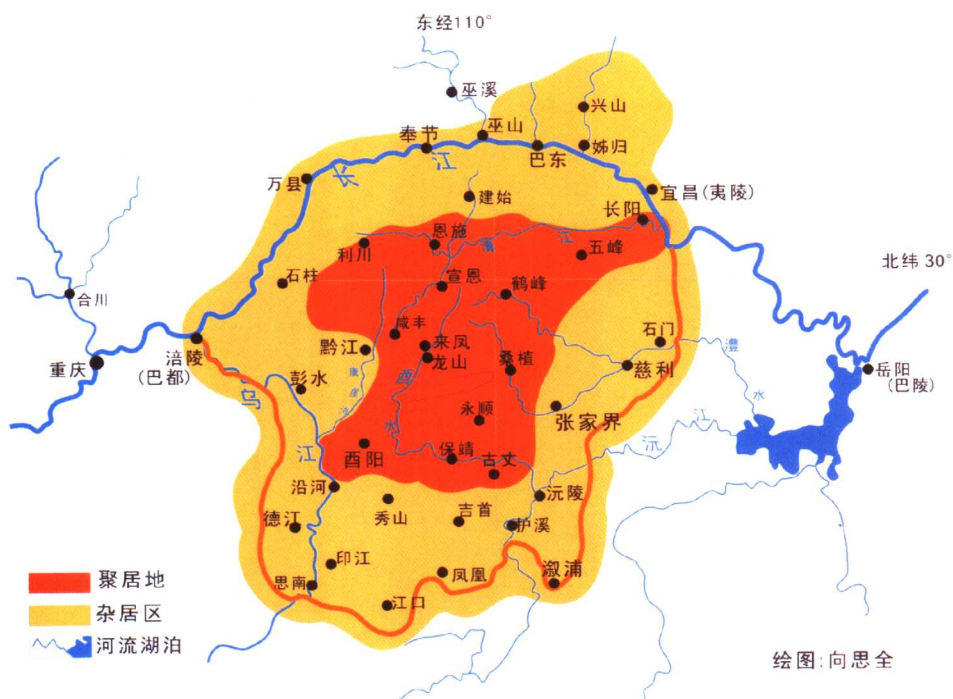 东经110°
巫溪
兴山
巫山
奉节
长江
巴东
姊归
万县
宜昌(夷陵)
建始
长阳
恩施
清江
利川
五峰
北纬30°
石柱
宣恩
鹤峰
合川
咸丰
来凤
石门
澧水
涪陵
(巴都)
黔江
龙山
桑植
慈利
重庆
岳阳
(巴陵)
乌江
彭水
酉水
永顺
张家界
沅江
酉阳
保靖
古丈
沿河
秀山
沅陵
德江
吉首
护溪
印江
凤凰
溆浦
思南
江口
聚居地
杂居区
河流湖泊
绘图:向思全